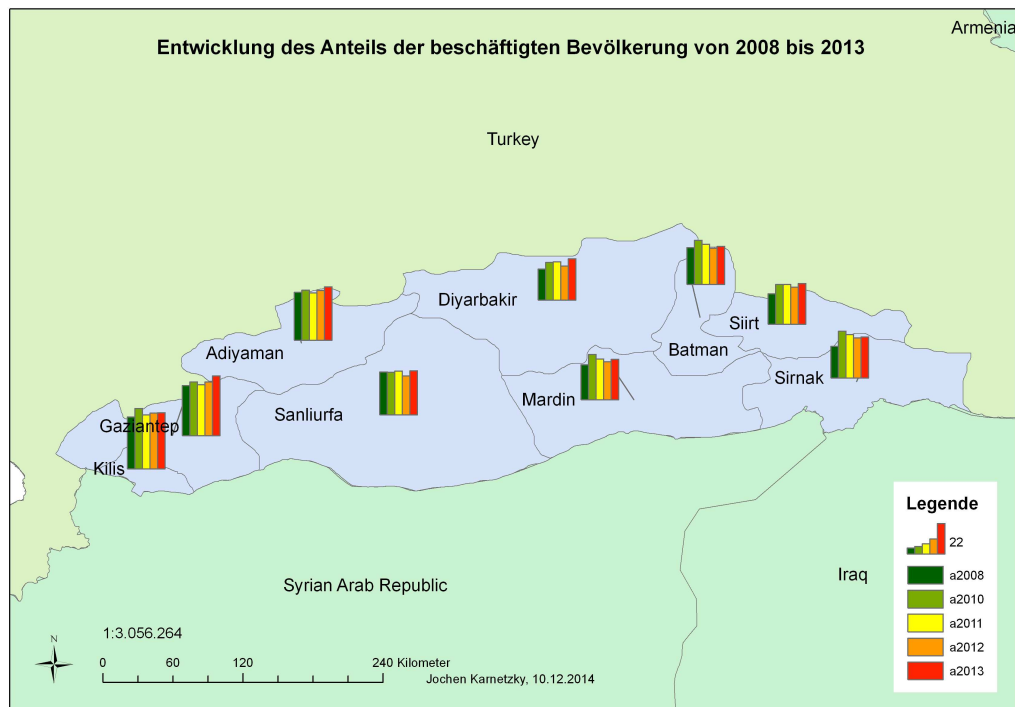 Armenia
Entwicklung des Anteils der beschäftigten Bevölkerung von 2008 bis 2013
Turkey
Diyarbakir
Siirt
Adiyaman
Batman
Sirnak
Mardin
Sanliurfa
Gaziantep
Kilis
Legende
22
a2008
a2010
a2011
a2012
a2013
Syrian Arab Republic
Iraq
N
1:3.056.264
0 60 120 240 Kilometer
Jochen Karnetzky, 10.12.2014